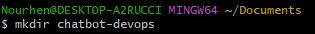 Nourhen@DESKTOP-A2RUCCI MINGW64 ~/Documents
$ mkdir chatbot-devops